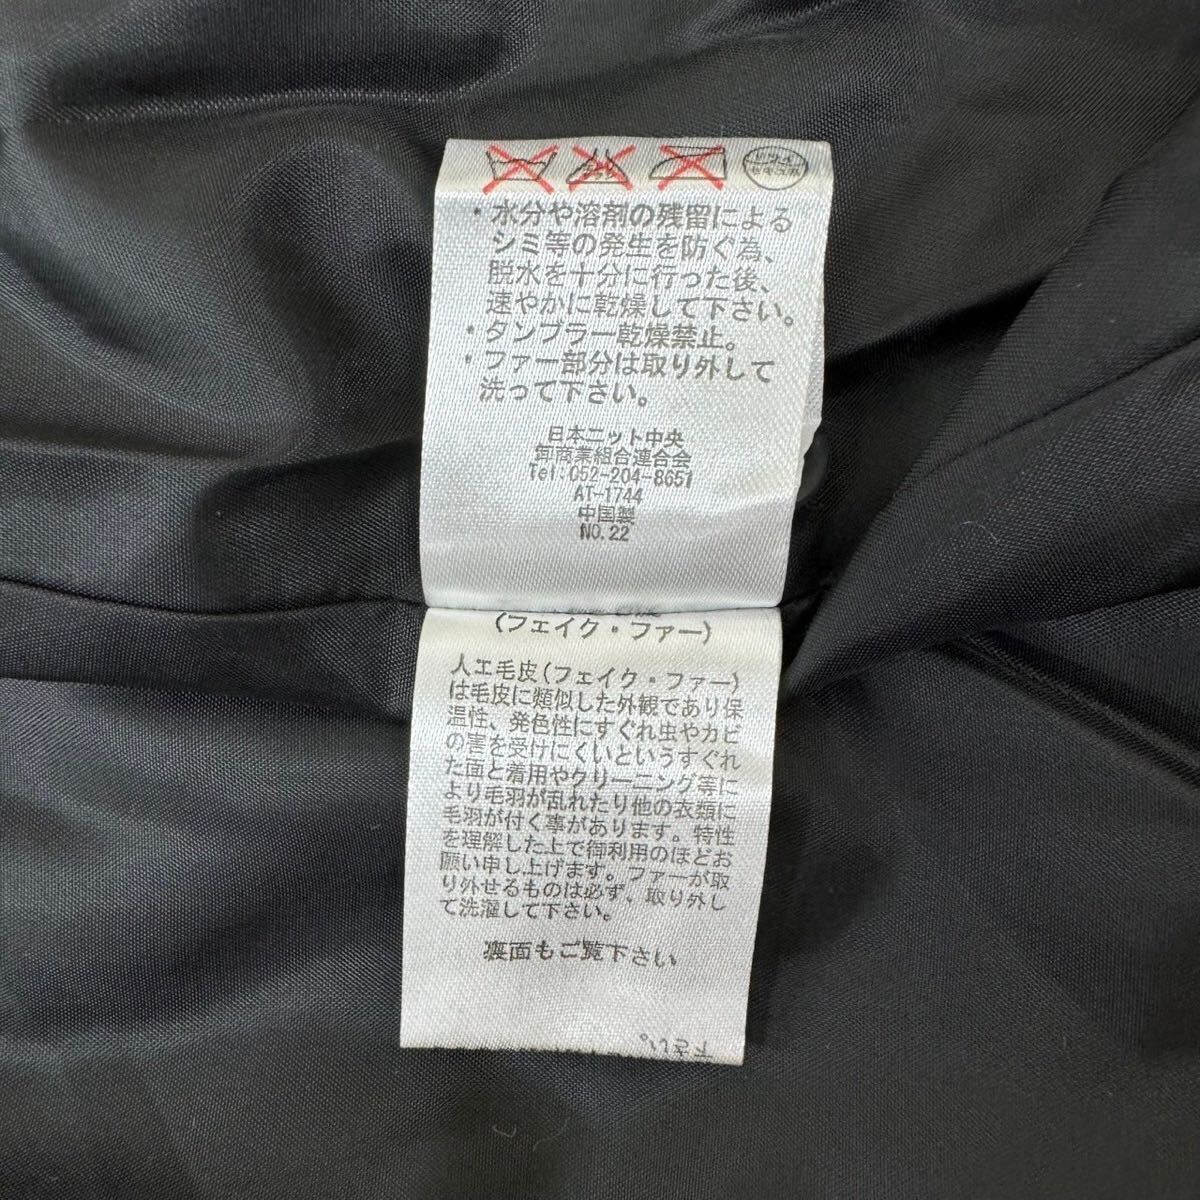 ドライ
セキユ系
・水分や溶剤の残留による
シミ等の発生を防ぐ為、
脱水を十分に行った後、
速やかに乾燥して下さい。
・タンブラー乾燥禁止。
・ファー部分は取り外して
洗って下さい。
日本ニット中央
卸商業組合連合会
Tel:052-204-8651
AT-1744
中国製
NO.22
(フェイク・ファー)
人工毛皮(フェイク・ファー)
は毛皮に類似した外観であり保
温性、発色性にすぐれ虫やカビ
の害を受けにくいというすぐれ
た面と着用やクリーニング等に
より毛羽が乱れたり他の衣類に
毛羽が付く事があります。特性
を理解した上で御利用のほどお
願い申し上げます。ファーが取
り外せるものは必ず、取り外し
て洗濯して下さい。
裏面もご覧下さい
下さい。